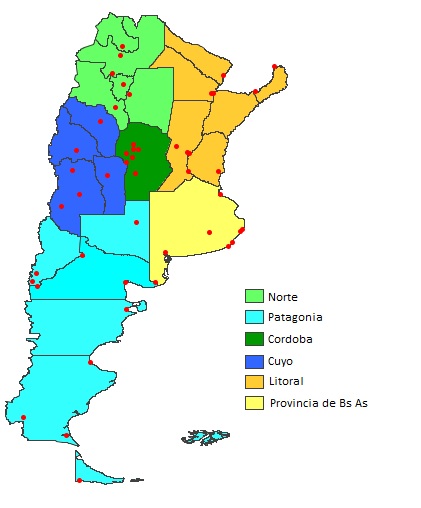 Norte
Patagonia
Cordoba
Cuyo
Litoral
Provincia de Bs As